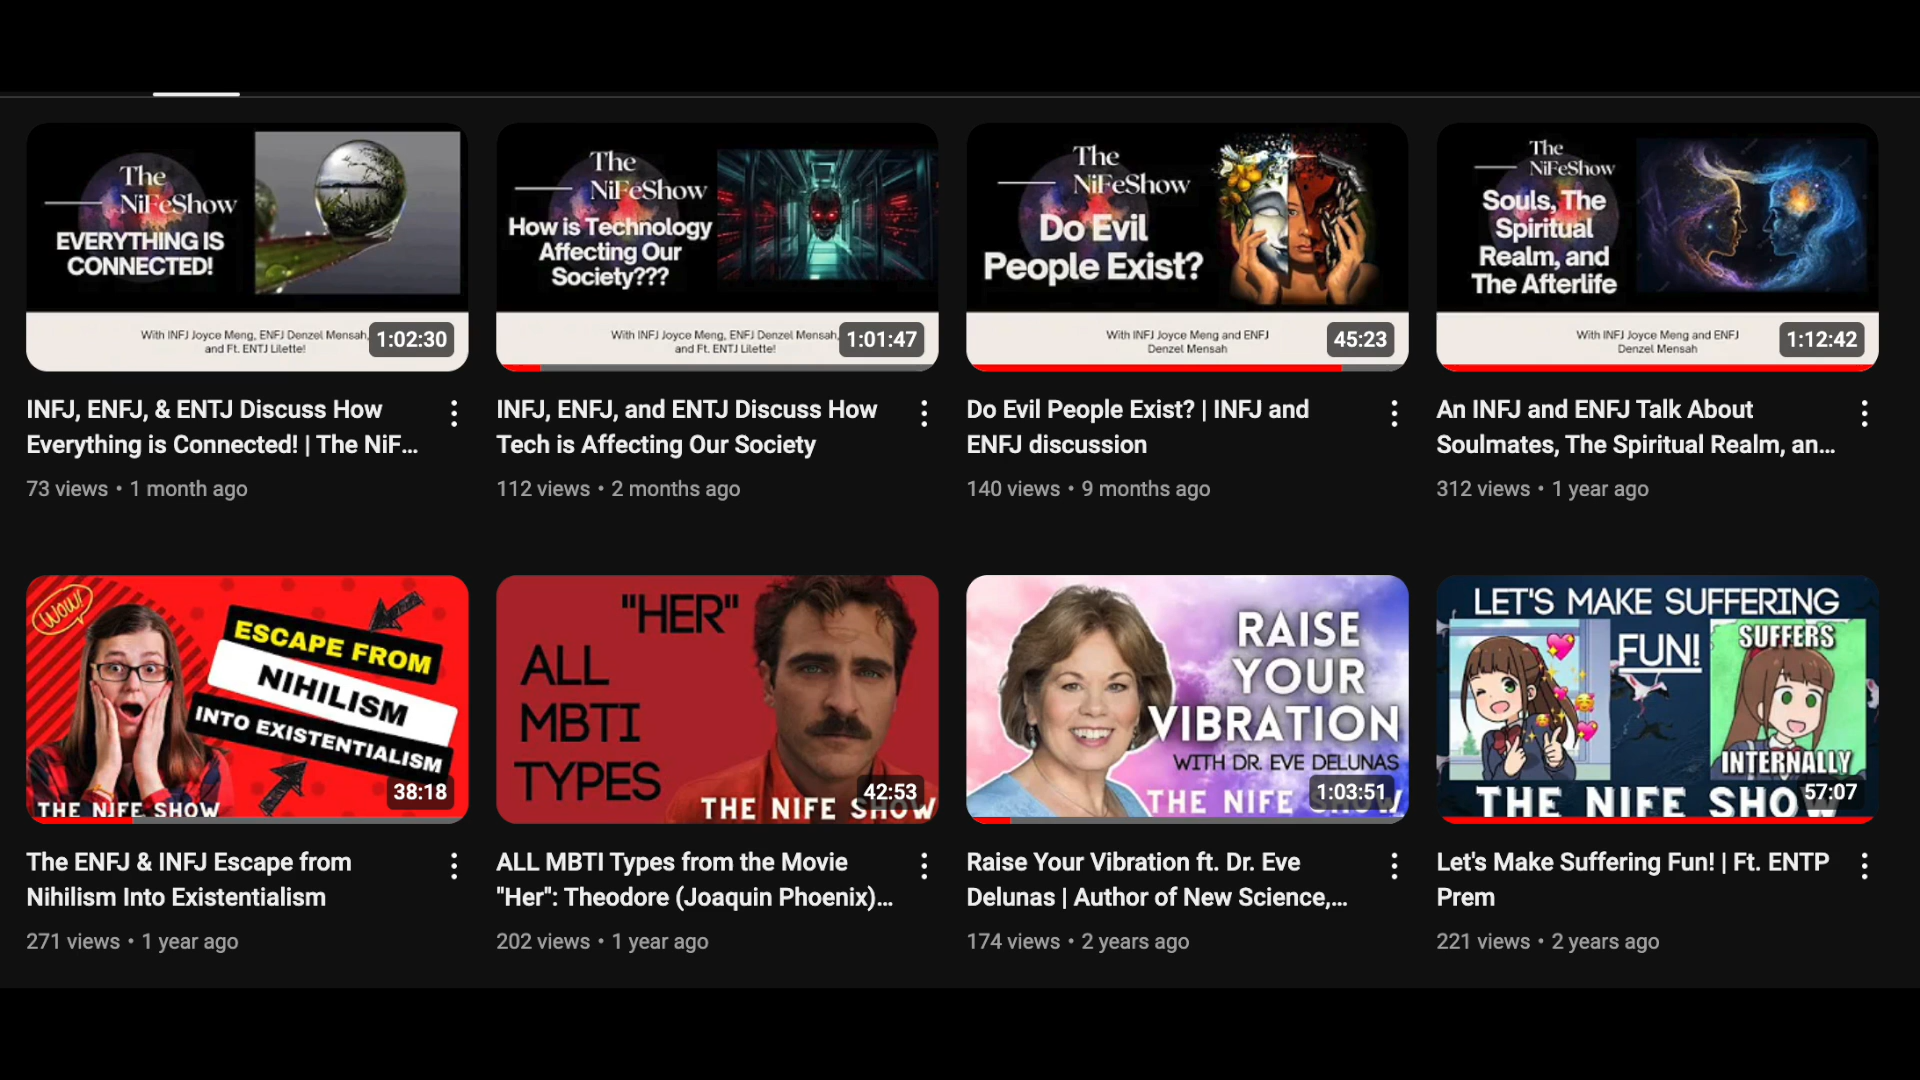 The
NiFeShow
EVERYTHING IS
CONNECTED!
With INFJ Joyce Meng, ENFJ Denzel Mensah,
and Ft. ENTJ Lilette!
1:02:30
INFJ, ENFJ, & ENTJ Discuss How
Everything is Connected! | The NiF...
73 views • 1 month ago
The
NiFeShow
How is Technology
Affecting Our
Society???
With INFJ Joyce Meng, ENFJ Denzel Mensah,
and Ft. ENTJ Lilette!
1:01:47
INFJ, ENFJ, and ENTJ Discuss How
Tech is Affecting Our Society
112 views • 2 months ago
The
NiFeShow
Do Evil
People Exist?
With INFJ Joyce Meng and ENFJ
Denzel Mensah
45:23
Do Evil People Exist? | INFJ and
ENFJ discussion
140 views • 9 months ago
The
NiFeShow
Souls, The
Spiritual
Realm, and
The Afterlife
With INFJ Joyce Meng and ENFJ
Denzel Mensah
1:12:42
An INFJ and ENFJ Talk About
Soulmates, The Spiritual Realm, an...
312 views • 1 year ago
WOW!
ESCAPE FROM
NIHILISM
INTO EXISTENTIALISM
THE NIFE SHOW
38:18
The ENFJ & INFJ Escape from
Nihilism Into Existentialism
271 views • 1 year ago
"HER"
ALL
MBTI
TYPES
42:53
THE NIFE SHOW
ALL MBTI Types from the Movie
"Her": Theodore (Joaquin Phoenix)...
202 views • 1 year ago
RAISE
YOUR
VIBRATION
WITH DR. EVE DELUNAS
THE NIFE SHOW
1:03:51
Raise Your Vibration ft. Dr. Eve
Delunas | Author of New Science,...
174 views • 2 years ago
LET'S MAKE SUFFERING
FUN!
SUFFERS
INTERNALLY
THE NIFE SHOW
57:07
Let's Make Suffering Fun! | Ft. ENTP
Prem
221 views • 2 years ago